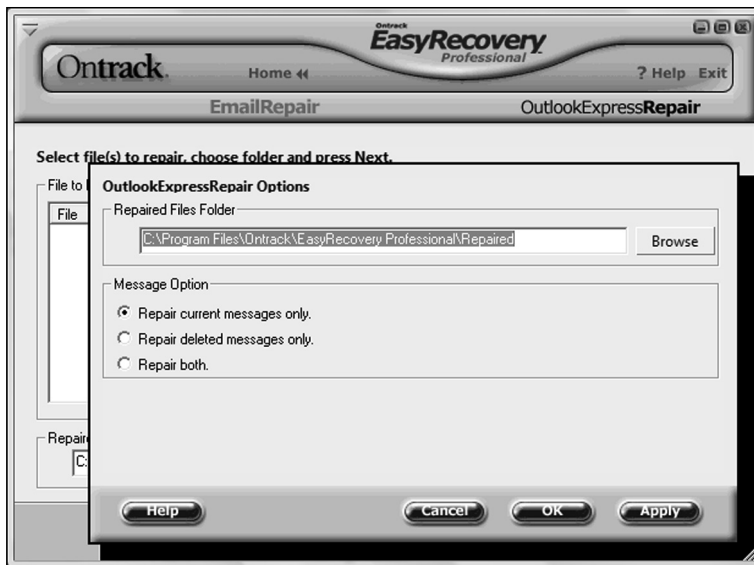 Ontrack
EasyRecovery
Professional
Ontrack.
Home
? Help Exit
EmailRepair
OutlookExpressRepair
Select file(s) to repair, choose folder and press Next.
File to
File
OutlookExpressRepair Options
Repaired Files Folder
C:\Program Files\Ontrack\EasyRecovery Professional\Repaired
Browse
Message Option
Repair current messages only.
Repair deleted messages only.
Repair both.
C:
Help
Cancel
OK
Apply